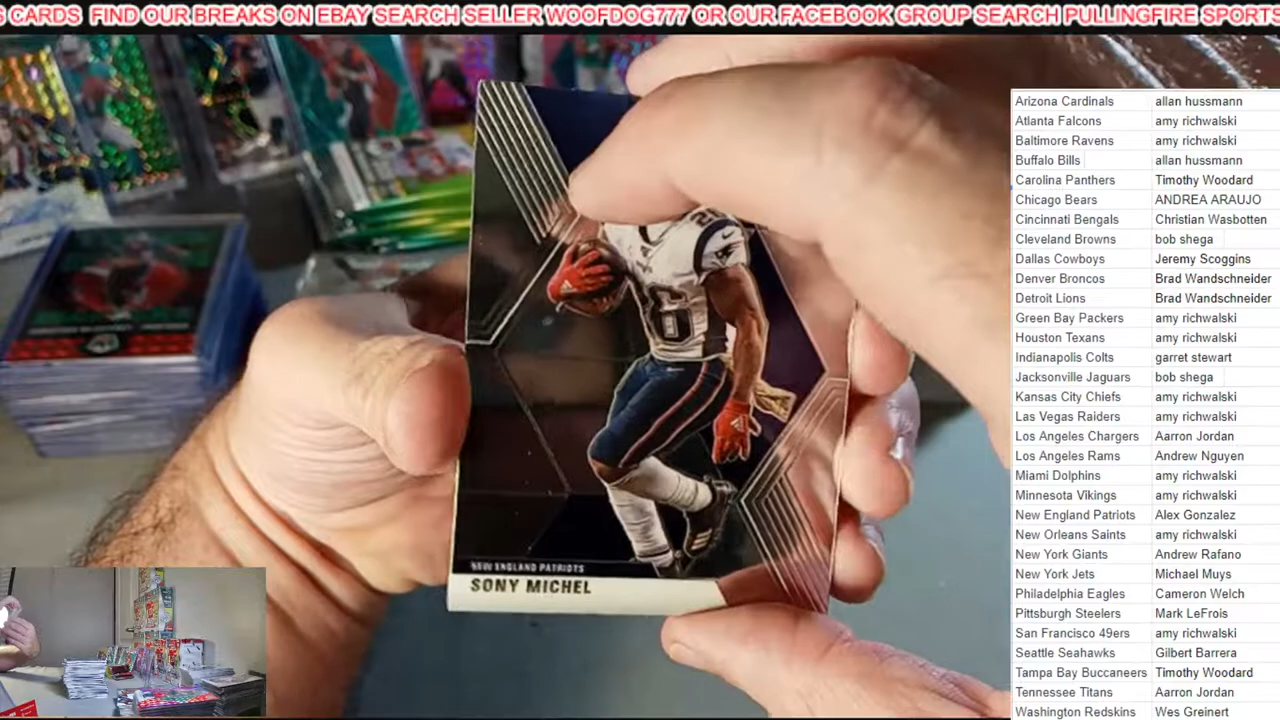 S CARDS FIND OUR BREAKS ON EBAY SEARCH SELLER WOOFDOG777 OR OUR FACEBOOK GROUP SEARCH PULLINGFIRE SPORTS
26
NEW ENGLAND PATRIOTS
SONY MICHEL
Arizona Cardinals allan hussmann
Atlanta Falcons amy richwalski
Baltimore Ravens amy richwalski
Buffalo Bills allan hussmann
Carolina Panthers Timothy Woodard
Chicago Bears ANDREA ARAUJO
Cincinnati Bengals Christian Wasbotten
Cleveland Browns bob shega
Dallas Cowboys Jeremy Scoggins
Denver Broncos Brad Wandschneider
Detroit Lions Brad Wandschneider
Green Bay Packers amy richwalski
Houston Texans amy richwalski
Indianapolis Colts garret stewart
Jacksonville Jaguars bob shega
Kansas City Chiefs amy richwalski
Las Vegas Raiders amy richwalski
Los Angeles Chargers Aarron Jordan
Los Angeles Rams Andrew Nguyen
Miami Dolphins amy richwalski
Minnesota Vikings amy richwalski
New England Patriots Alex Gonzalez
New Orleans Saints amy richwalski
New York Giants Andrew Rafano
New York Jets Michael Muys
Philadelphia Eagles Cameron Welch
Pittsburgh Steelers Mark LeFrois
San Francisco 49ers amy richwalski
Seattle Seahawks Gilbert Barrera
Tampa Bay Buccaneers Timothy Woodard
Tennessee Titans Aarron Jordan
Washington Redskins Wes Greinert